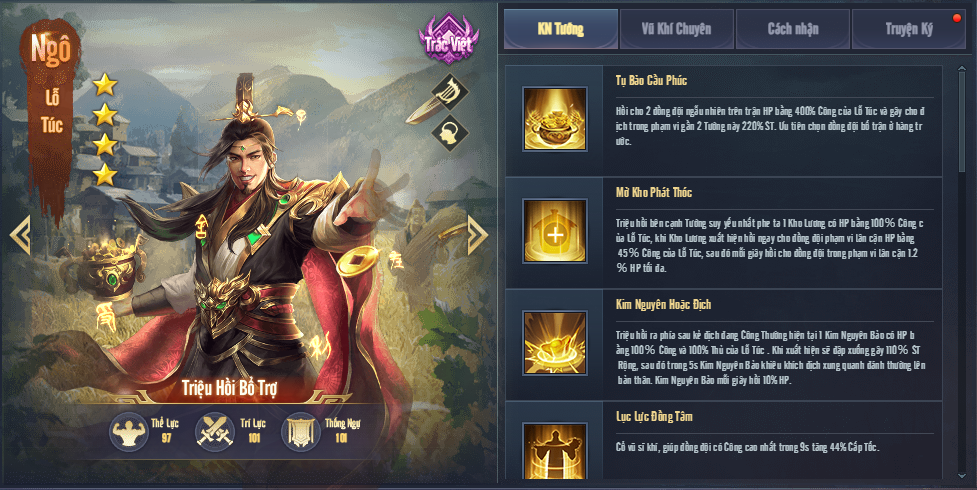 Ngô
Lỗ
Túc
Trác Việt
Triệu Hồi Bổ Trợ
Thể Lực
97
Trí Lực
101
Thống Ngự
101
KN Tướng
Vũ Khí Chuyên
Cách nhận
Truyện Ký
Tụ Bảo Cầu Phúc
Hồi cho 2 đồng đội ngẫu nhiên trên trận HP bằng 400% Công của Lỗ Túc và gây cho đ
ịch trong phạm vi gần 2 Tướng này 220% ST. Ưu tiên chọn đồng đội bố trận ở hàng tr
ước.
Mở Kho Phát Thóc
Triệu hồi bên cạnh Tướng suy yếu nhất phe ta 1 Kho Lương có HP bằng 100% Công c
ủa Lỗ Túc, khi Kho Lương xuất hiện hồi ngay cho đồng đội phạm vi lân cận HP bằng
45% Công của Lỗ Túc, sau đó mỗi giây hồi cho đồng đội trong phạm vi lân cận 1.2
% HP tối đa.
Kim Nguyên Hoặc Địch
Triệu hồi ra phía sau kẻ địch đang Công Thường hiện tại 1 Kim Nguyên Bảo có HP b
ằng 100% Công và 100% Thủ của Lỗ Túc . Khi xuất hiện sẽ đập xuống gây 110% ST
Rộng, sau đó trong 5s Kim Nguyên Bảo khiêu khích địch xung quanh đánh thường lên
bản thân. Kim Nguyên Bảo mỗi giây hồi 10% HP.
Lục Lực Đồng Tâm
Cổ vũ sĩ khí, giúp đồng đội có Công cao nhất trong 9s tăng 44% Cấp Tốc.